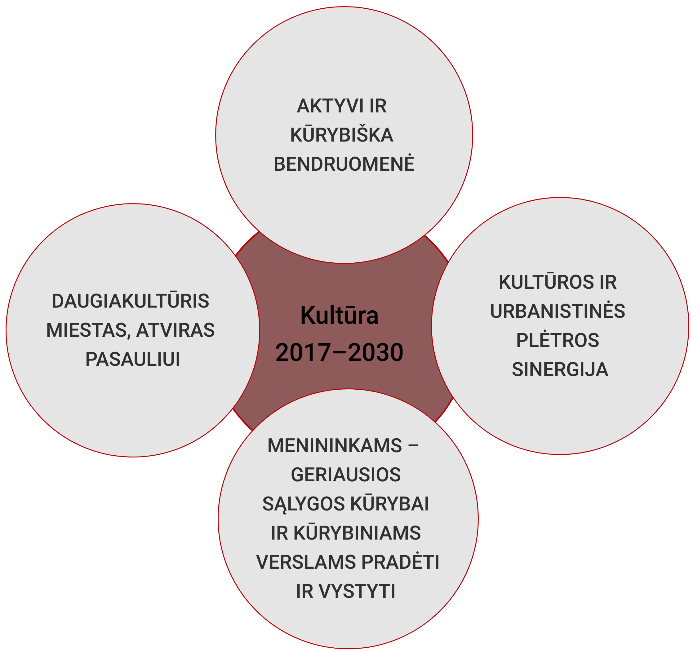 AKTYVI IR
KŪRYBIŠKA
BENDRUOMENĖ
DAUGIAKULTŪRIS
MIESTAS, ATVIRAS
PASAULIUI
Kultūra
2017–2030
KULTŪROS IR
URBANISTINĖS
PLĖTROS
SINERGIJA
MENININKAMS –
GERIAUSIOS
SĄLYGOS KŪRYBAI
IR KŪRYBINIAMS
VERSLAMS PRADĖTI
IR VYSTYTI